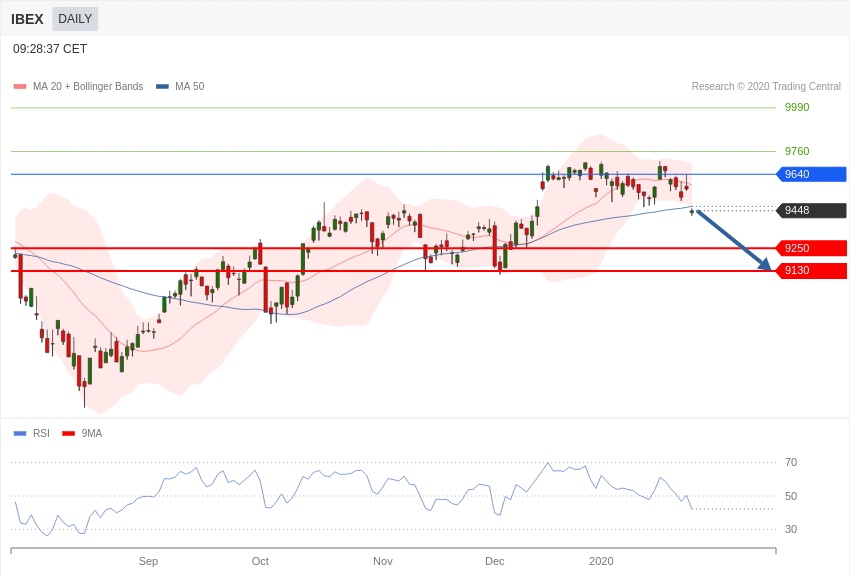 IBEX DAILY
09:28:37 CET
MA 20 + Bollinger Bands MA 50 Research © 2020 Trading Central
9990
9760
9640
9448
9250
9130
RSI 9MA
70
50
30
Sep Oct Nov Dec 2020